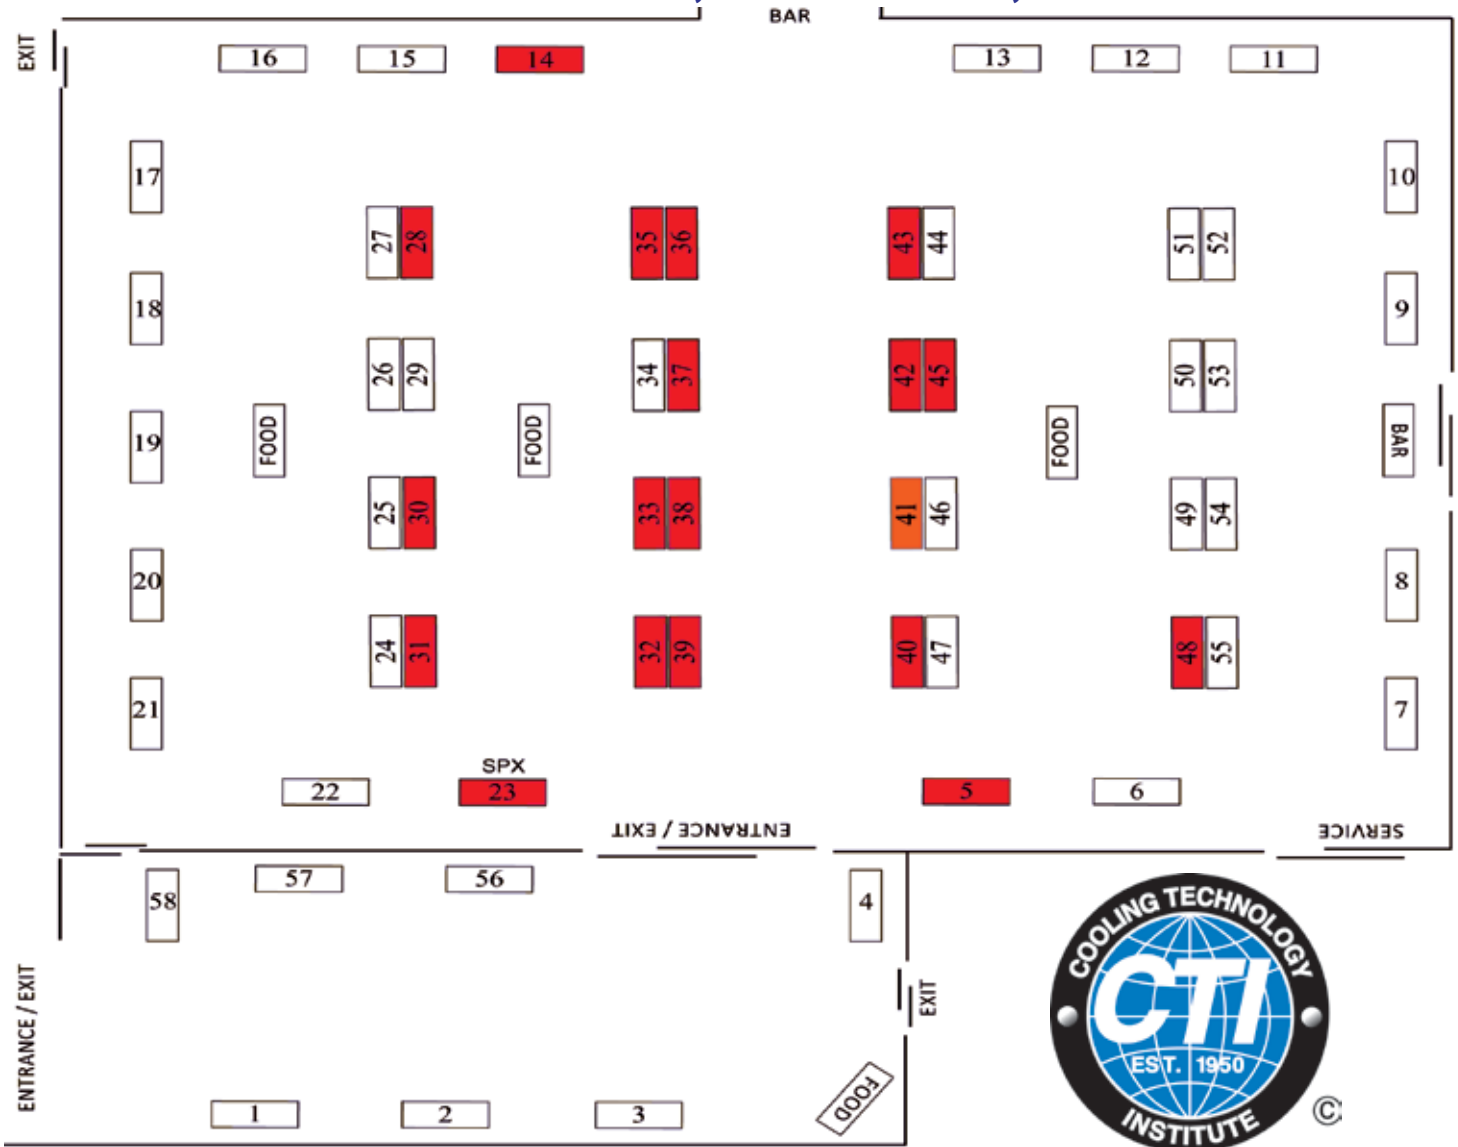 BAR
EXIT
16 15 14 13 12 11
17 10
27 28 35 36 43 44 51 52
18 9
26 29 34 37 42 45 50 53
19 FOOD FOOD FOOD BAR
25 30 33 38 41 46 49 54
20 8
24 31 32 39 40 47 48 55
21 7
SPX
22 23 5 6
ENTRANCE / EXIT SERVICE
58 57 56 4
ENTRANCE / EXIT
EXIT
1 2 3 FOOD
COOLING TECHNOLOGY
CTI
EST. 1950
INSTITUTE
©